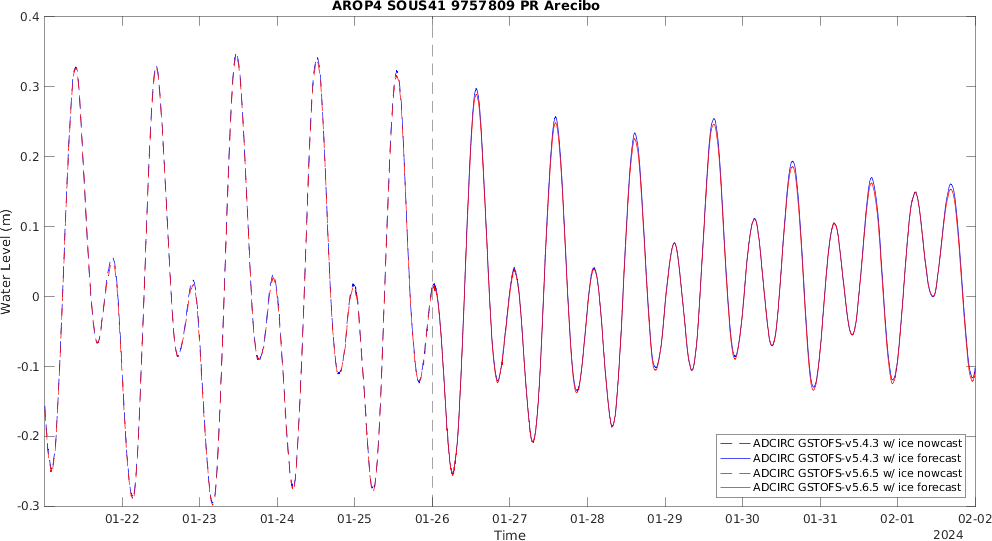 AROP4 SOUS41 9757809 PR Arecibo
0.4
0.3
0.2
0.1
0
-0.1
-0.2
-0.3
Water Level (m)
ADCIRC GSTOFS-v5.4.3 w/ ice nowcast
ADCIRC GSTOFS-v5.4.3 w/ ice forecast
ADCIRC GSTOFS-v5.6.5 w/ ice nowcast
ADCIRC GSTOFS-v5.6.5 w/ ice forecast
01-22 01-23 01-24 01-25 01-26 01-27 01-28 01-29 01-30 01-31 02-01 02-02
Time
2024